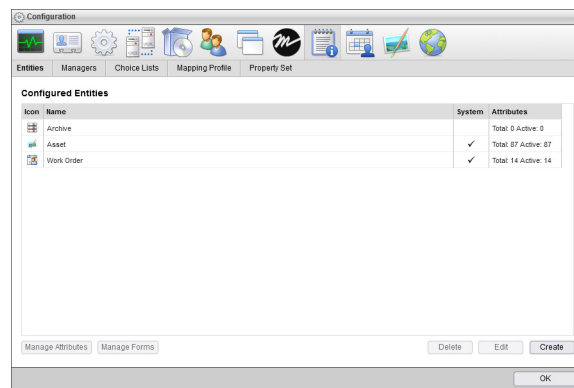 Configuration
Entities Managers Choice Lists Mapping Profile Property Set
Configured Entities
Icon Name System Attributes
Archive Total: 0 Active: 0
Asset ✓ Total: 87 Active: 87
Work Order ✓ Total: 14 Active: 14
Manage Attributes Manage Forms Delete Edit Create
OK